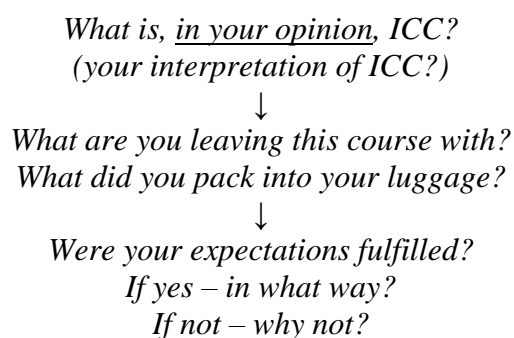 What is, in your opinion, ICC?
(your interpretation of ICC?)
↓
What are you leaving this course with?
What did you pack into your luggage?
↓
Were your expectations fulfilled?
If yes – in what way?
If not – why not?